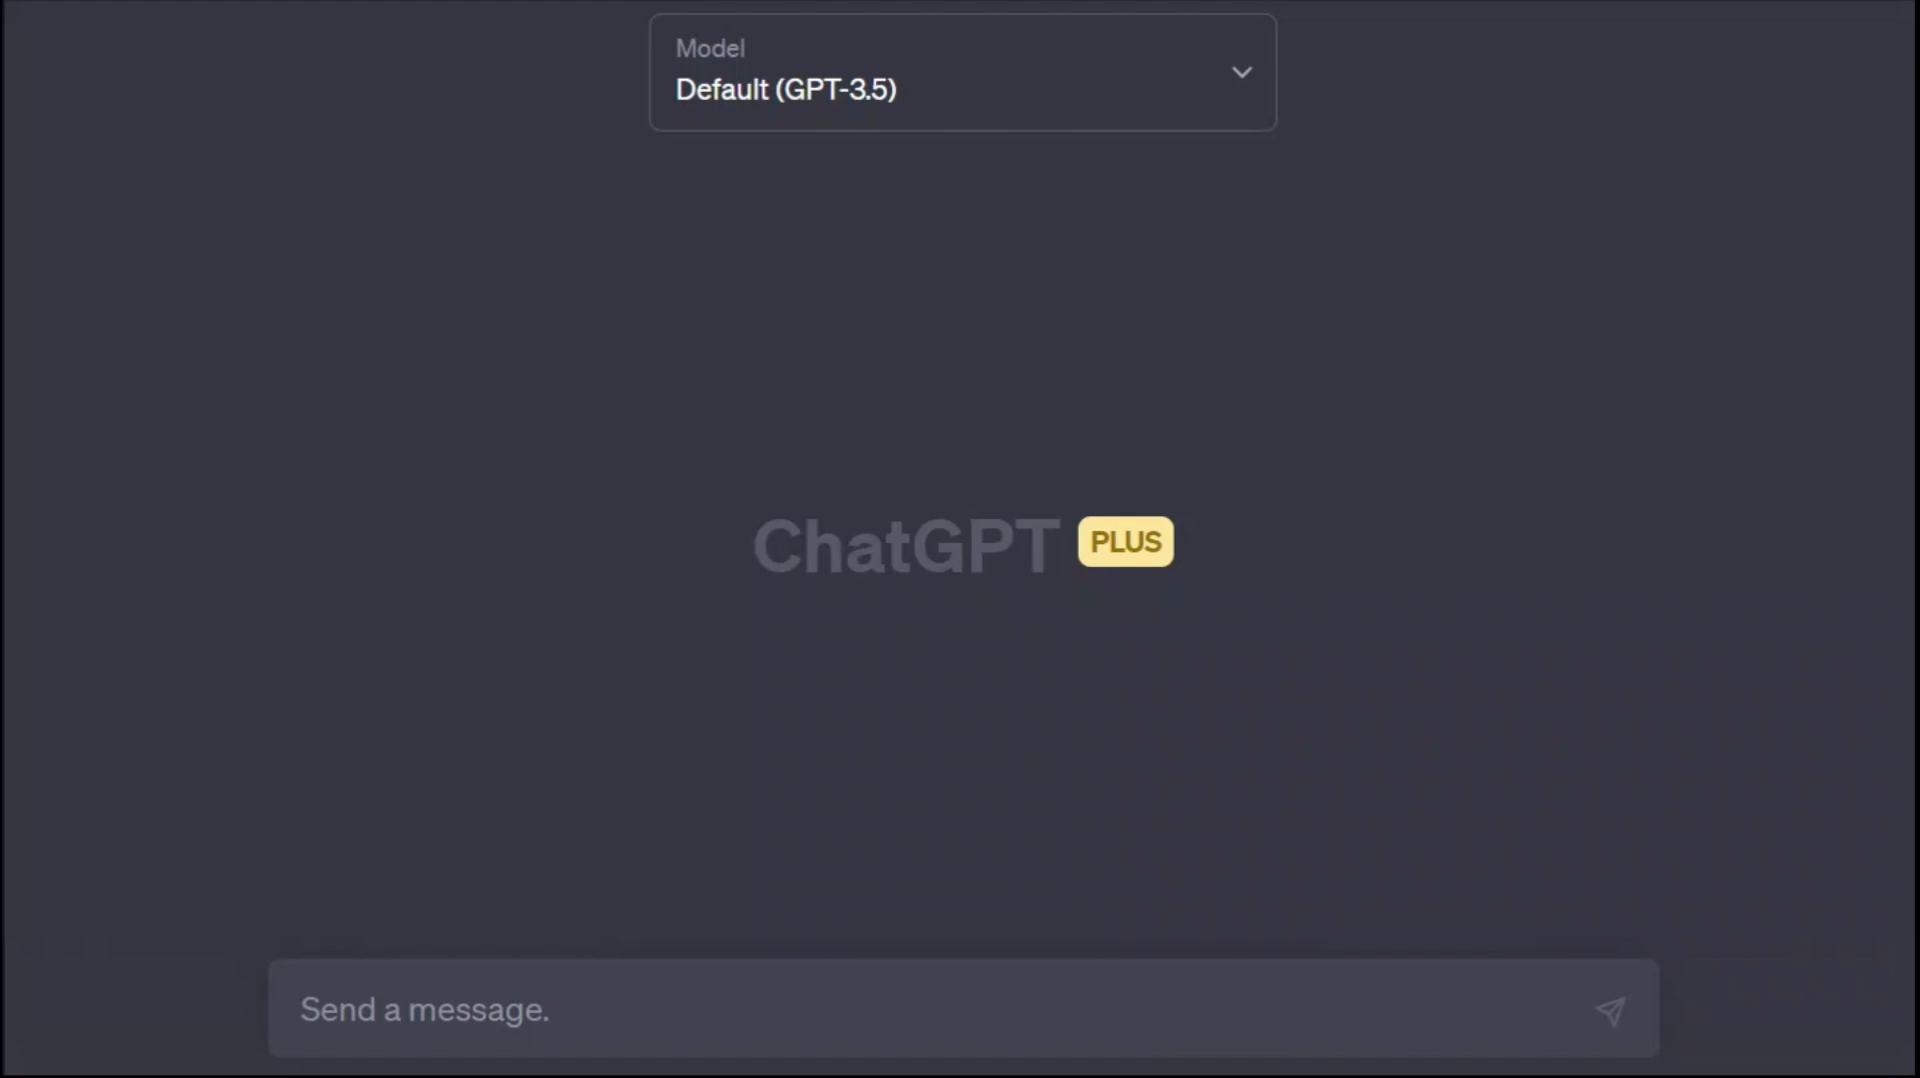 Model
Default (GPT-3.5)
ChatGPT PLUS
Send a message.